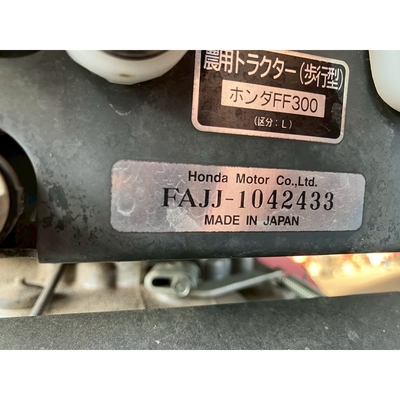 農用トラクター(歩行型)
ホンダFF300
(区分:L)
Honda Motor Co.,Ltd.
FAJJ-1042433
MADE IN JAPAN